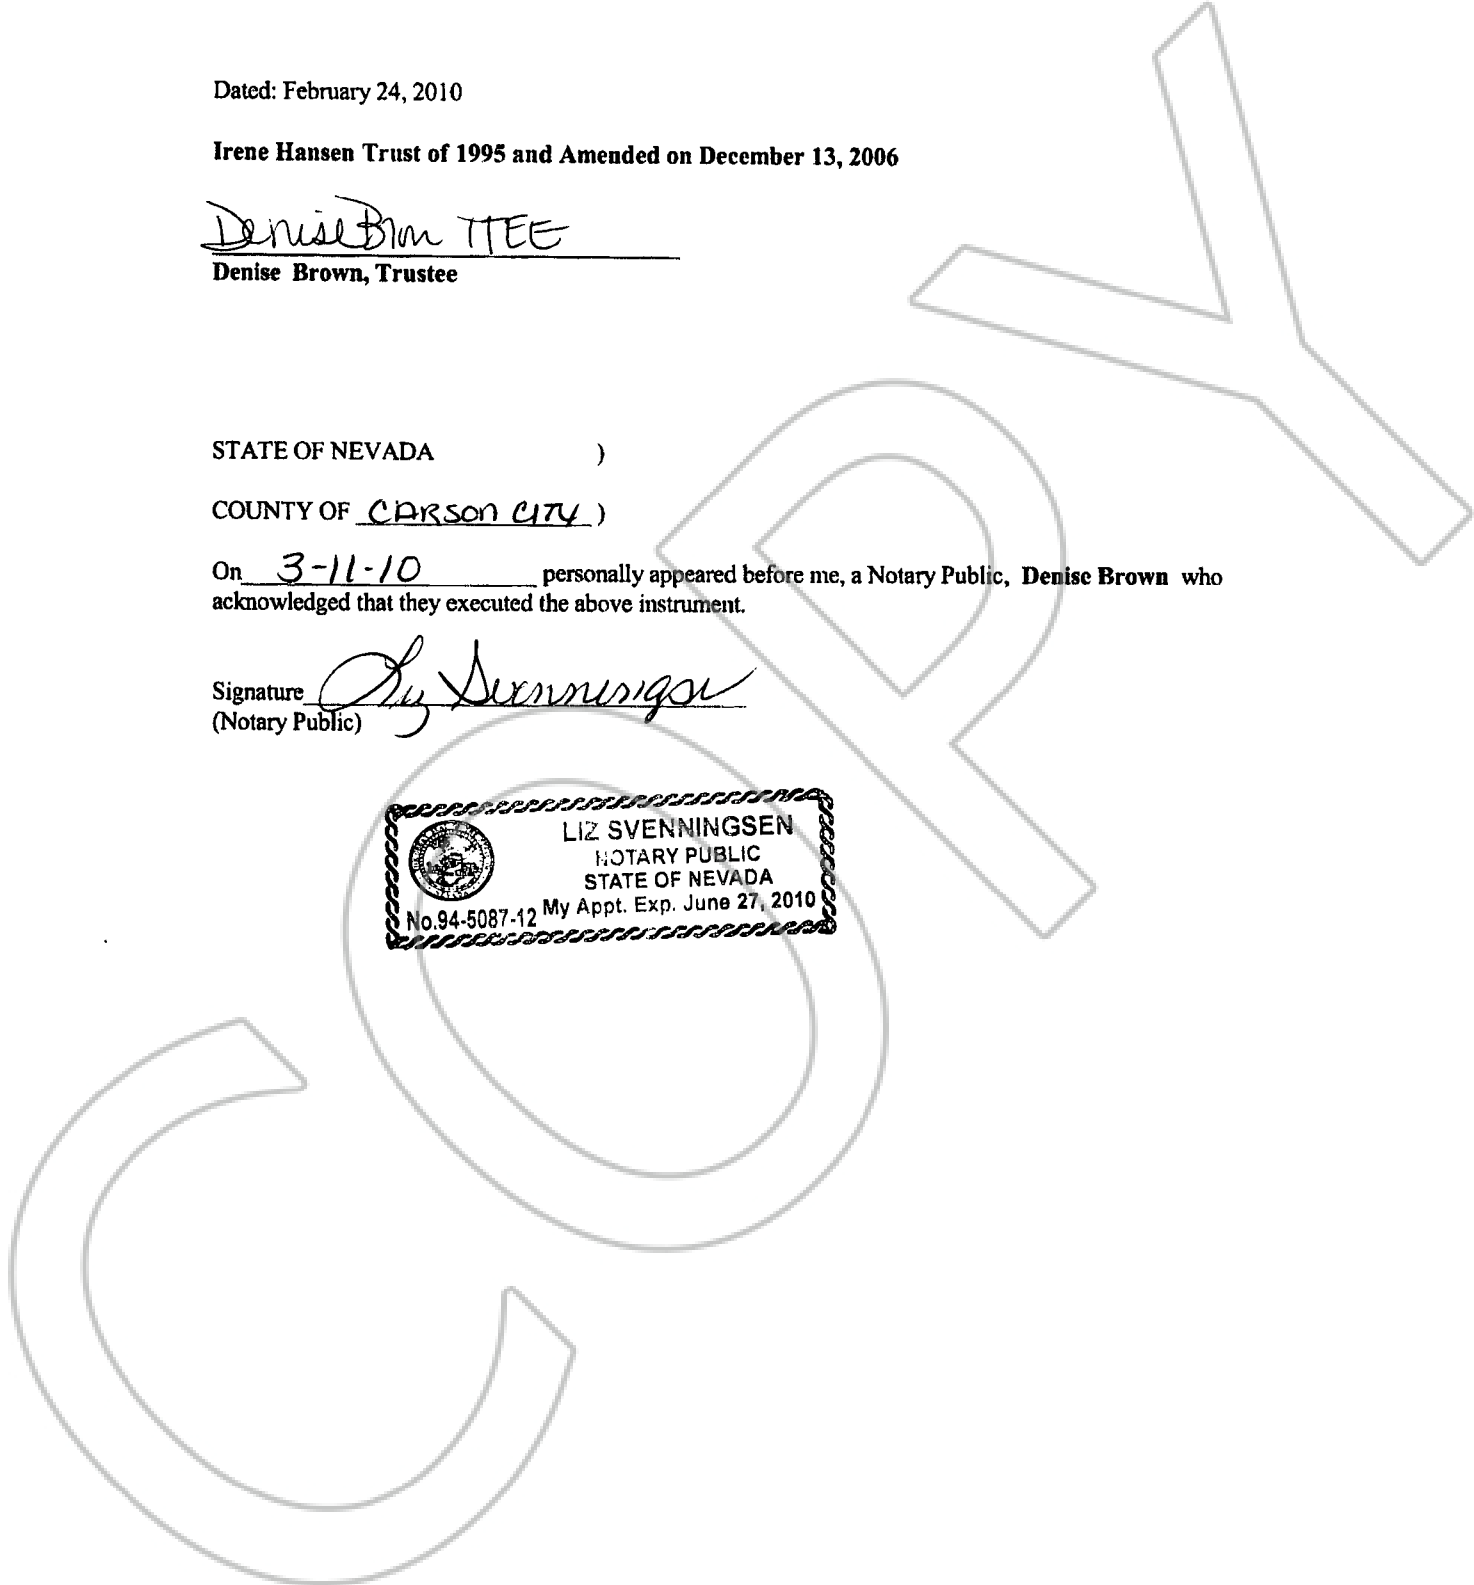 Dated: February 24, 2010
Irene Hansen Trust of 1995 and Amended on December 13, 2006
Denise Brown TTEE
Denise Brown, Trustee
STATE OF NEVADA )
COUNTY OF CARSON CITY )
On 3-11-10 personally appeared before me, a Notary Public, Denise Brown who
acknowledged that they executed the above instrument.
Signature Liz Svenningsen
(Notary Public)
LIZ SVENNINGSEN
NOTARY PUBLIC
STATE OF NEVADA
No.94-5087-12 My Appt. Exp. June 27, 2010
COPY